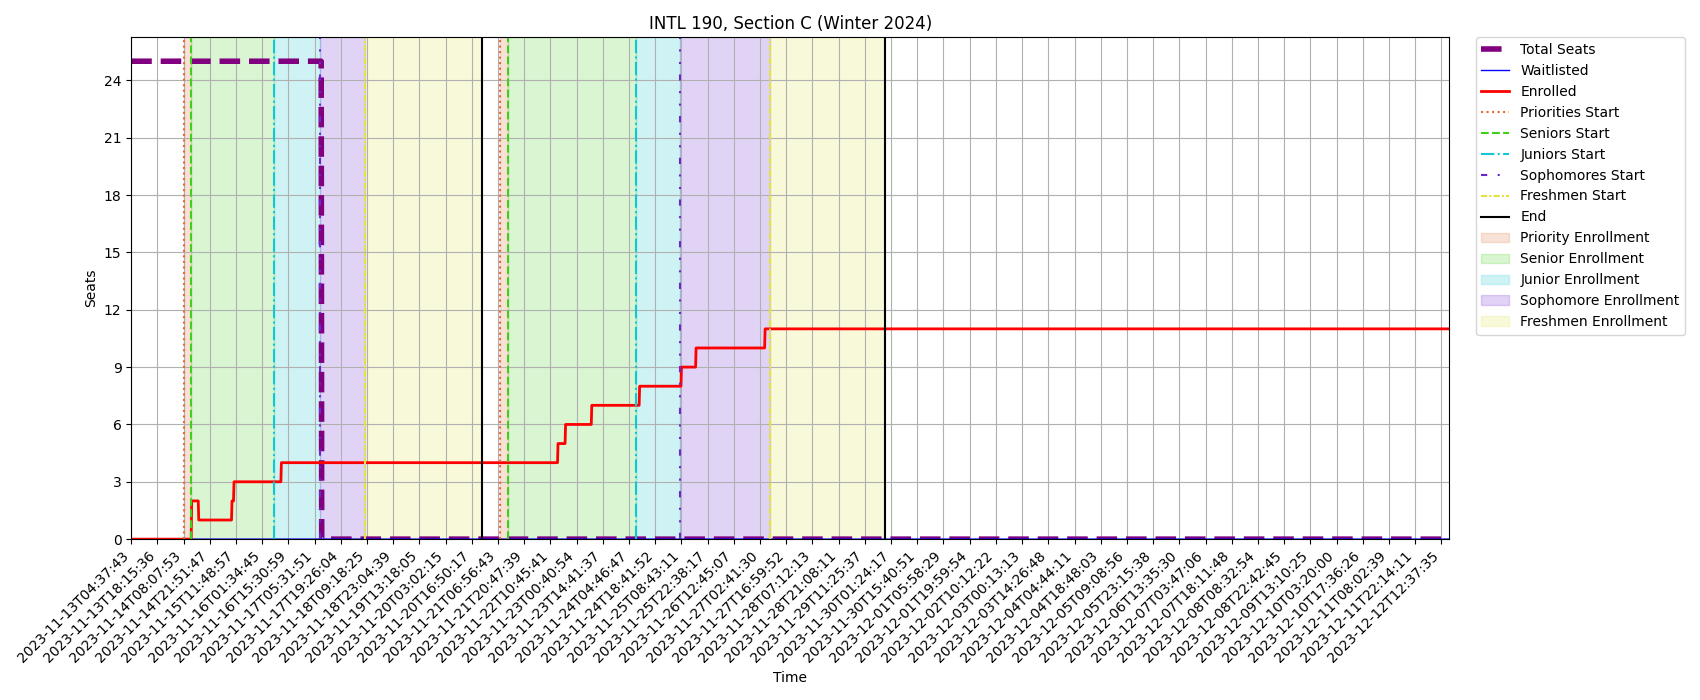 INTL 190, Section C (Winter 2024)
Seats
24
21
18
15
12
9
6
3
0
2023-11-13T04:37:43
2023-11-13T18:15:36
2023-11-14T08:07:53
2023-11-14T21:51:47
2023-11-15T11:48:57
2023-11-16T01:34:45
2023-11-16T15:30:59
2023-11-17T05:31:51
2023-11-17T19:26:04
2023-11-18T09:18:25
2023-11-18T23:04:39
2023-11-19T13:18:05
2023-11-20T03:02:15
2023-11-20T16:50:17
2023-11-21T06:56:43
2023-11-21T20:47:39
2023-11-22T10:45:41
2023-11-23T00:40:54
2023-11-23T14:41:37
2023-11-24T04:46:47
2023-11-24T18:41:52
2023-11-25T08:43:11
2023-11-25T22:38:17
2023-11-26T12:45:07
2023-11-27T02:41:30
2023-11-27T16:59:52
2023-11-28T07:12:13
2023-11-28T21:08:11
2023-11-29T11:25:37
2023-11-30T01:24:17
2023-11-30T15:40:51
2023-12-01T05:58:29
2023-12-01T19:59:54
2023-12-02T10:12:22
2023-12-03T00:13:13
2023-12-03T14:26:48
2023-12-04T04:44:11
2023-12-04T18:48:03
2023-12-05T09:08:56
2023-12-05T23:15:38
2023-12-06T13:35:30
2023-12-07T03:47:06
2023-12-07T18:11:48
2023-12-08T08:32:54
2023-12-08T22:42:45
2023-12-09T13:10:25
2023-12-10T03:20:00
2023-12-10T17:36:26
2023-12-11T08:02:39
2023-12-11T22:14:11
2023-12-12T12:37:35
Time
Total Seats
Waitlisted
Enrolled
Priorities Start
Seniors Start
Juniors Start
Sophomores Start
Freshmen Start
End
Priority Enrollment
Senior Enrollment
Junior Enrollment
Sophomore Enrollment
Freshmen Enrollment